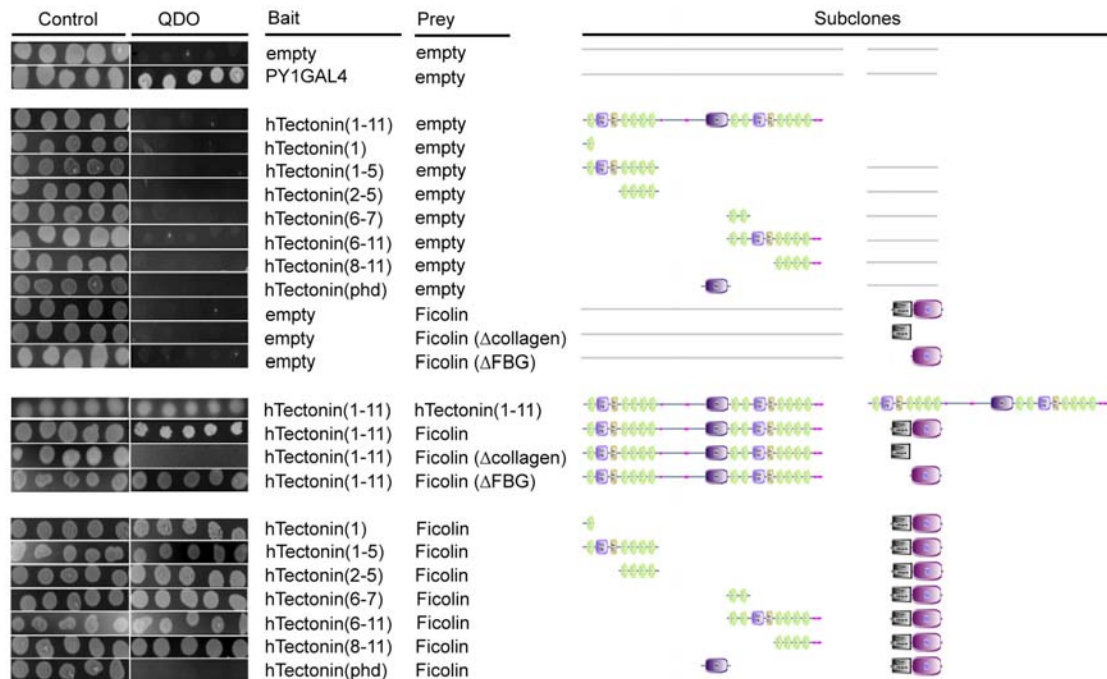 Control QDO Bait Prey Subclones
empty empty
PY1GAL4 empty
hTectonin(1-11) empty
hTectonin(1) empty
hTectonin(1-5) empty
hTectonin(2-5) empty
hTectonin(6-7) empty
hTectonin(6-11) empty
hTectonin(8-11) empty
hTectonin(phd) empty
empty Ficolin
empty Ficolin (Δcollagen)
empty Ficolin (ΔFBG)
hTectonin(1-11) hTectonin(1-11)
hTectonin(1-11) Ficolin
hTectonin(1-11) Ficolin (Δcollagen)
hTectonin(1-11) Ficolin (ΔFBG)
hTectonin(1) Ficolin
hTectonin(1-5) Ficolin
hTectonin(2-5) Ficolin
hTectonin(6-7) Ficolin
hTectonin(6-11) Ficolin
hTectonin(8-11) Ficolin
hTectonin(phd) Ficolin